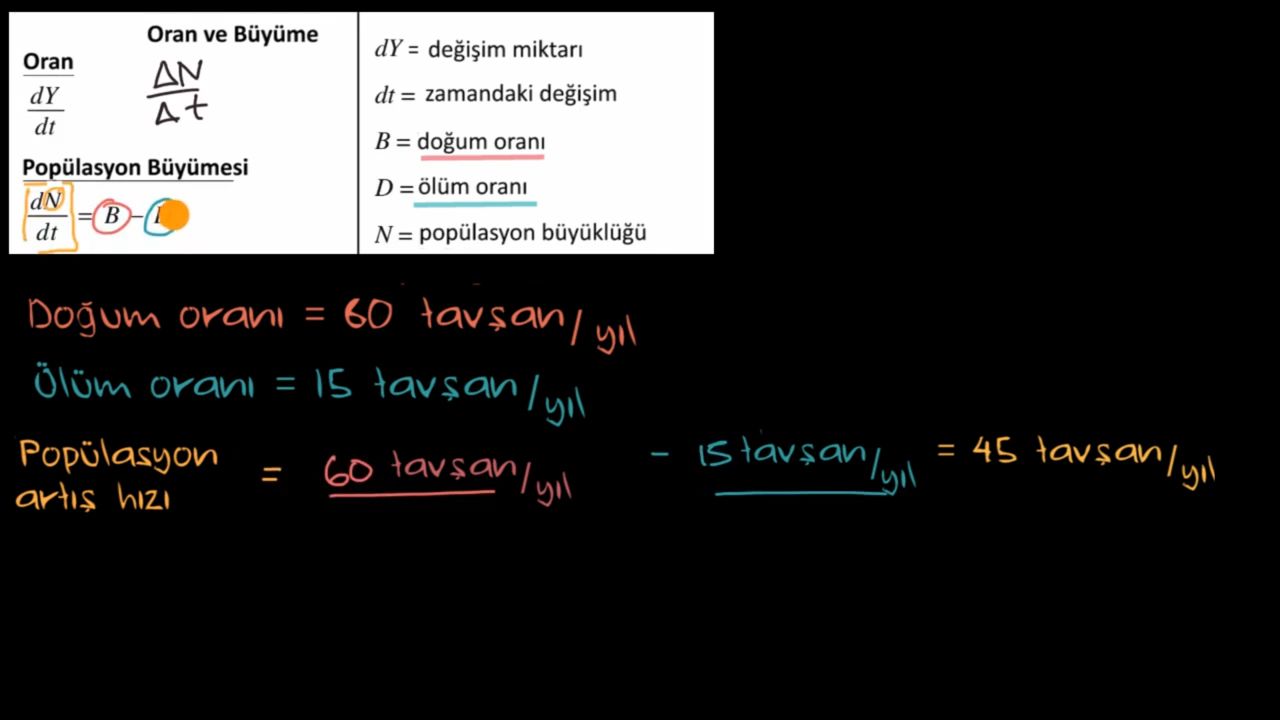 Oran ve Büyüme
Oran
dY
dt
ΔN
Δt
Popülasyon Büyümesi
dN
dt
= B −
dY = değişim miktarı
dt = zamandaki değişim
B = doğum oranı
D = ölüm oranı
N = popülasyon büyüklüğü
Doğum oranı = 60 tavşan/yıl
Ölüm oranı = 15 tavşan/yıl
Popülasyon
artış hızı = 60 tavşan/yıl − 15 tavşan/yıl = 45 tavşan/yıl